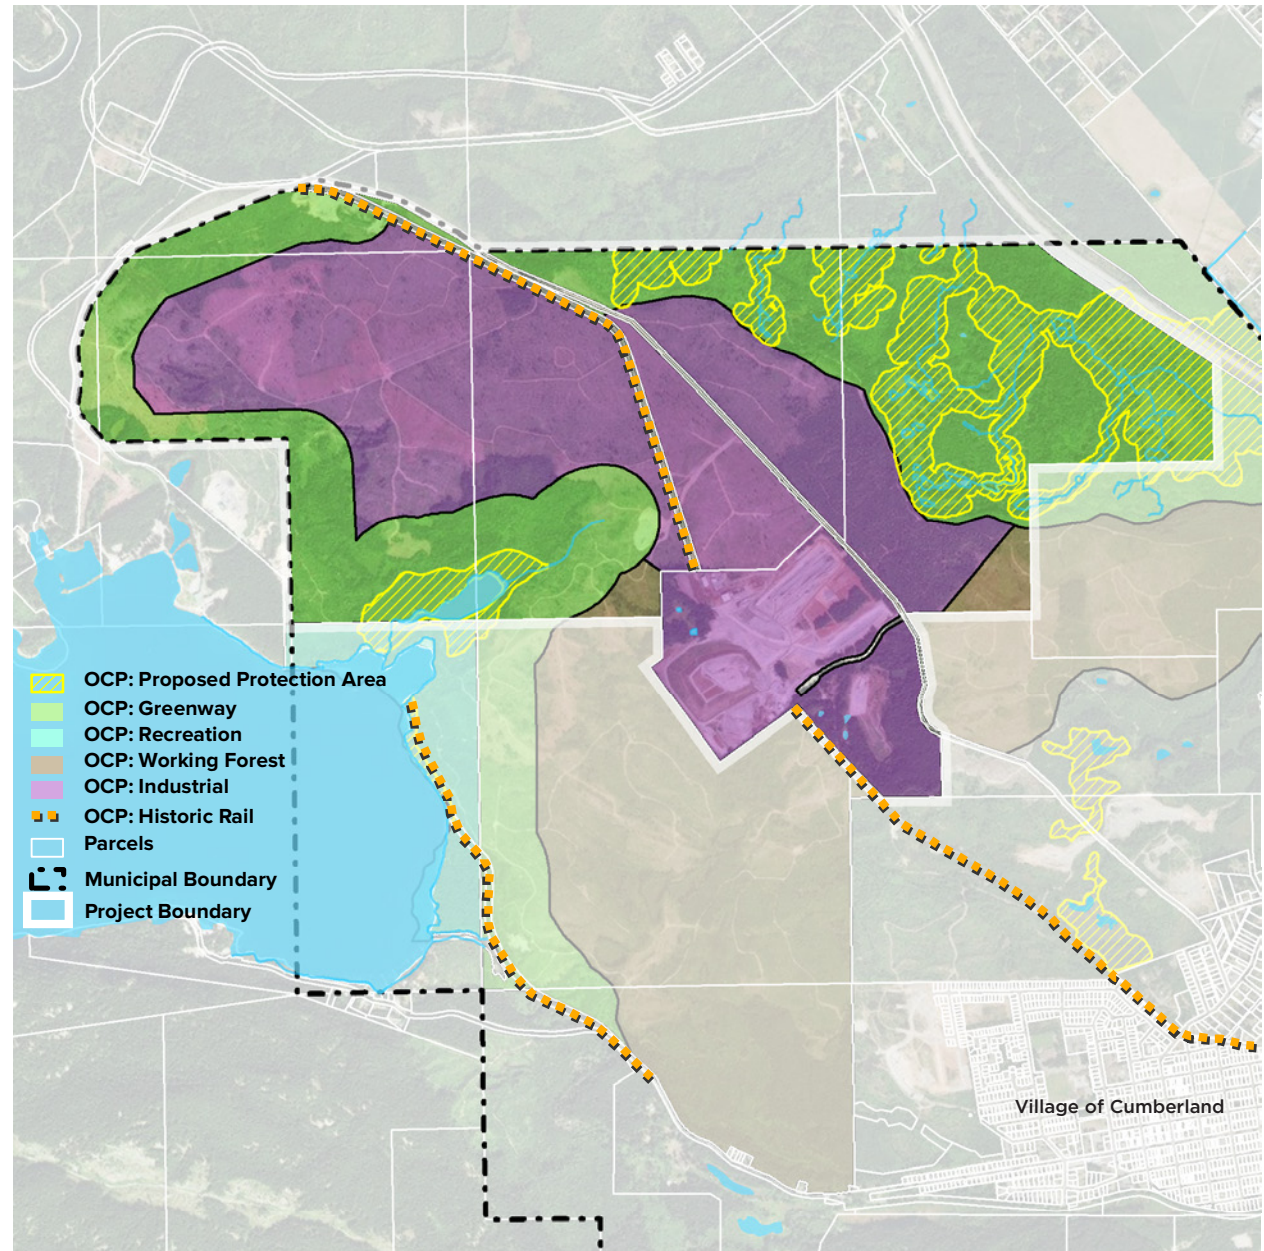 OCP: Proposed Protection Area
OCP: Greenway
OCP: Recreation
OCP: Working Forest
OCP: Industrial
OCP: Historic Rail
Parcels
Municipal Boundary
Project Boundary
Village of Cumberland